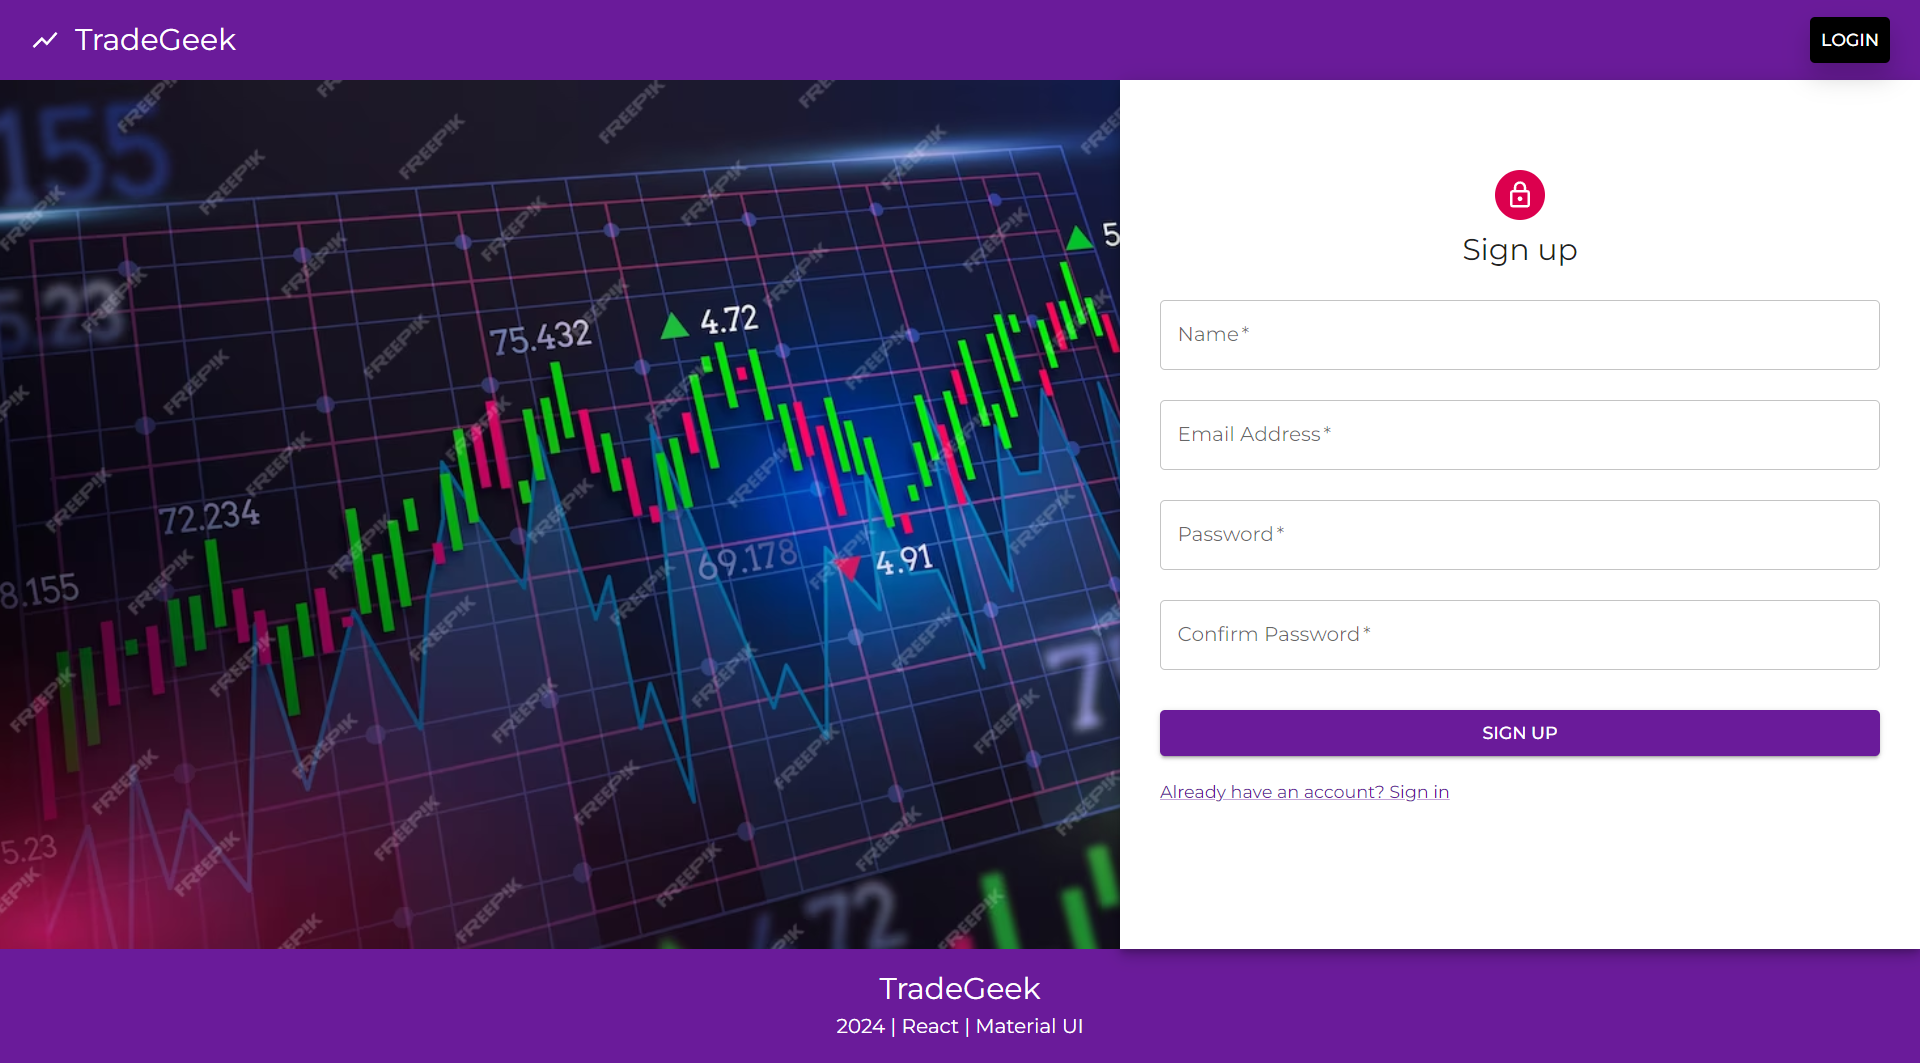 TradeGeek
LOGIN
155
5.23
75.432
4.72
5
72.234
69.178
4.91
8.155
7
5.23
4.72
FREEPIK
Sign up
Name *
Email Address *
Password *
Confirm Password *
SIGN UP
Already have an account? Sign in
TradeGeek
2024 | React | Material UI